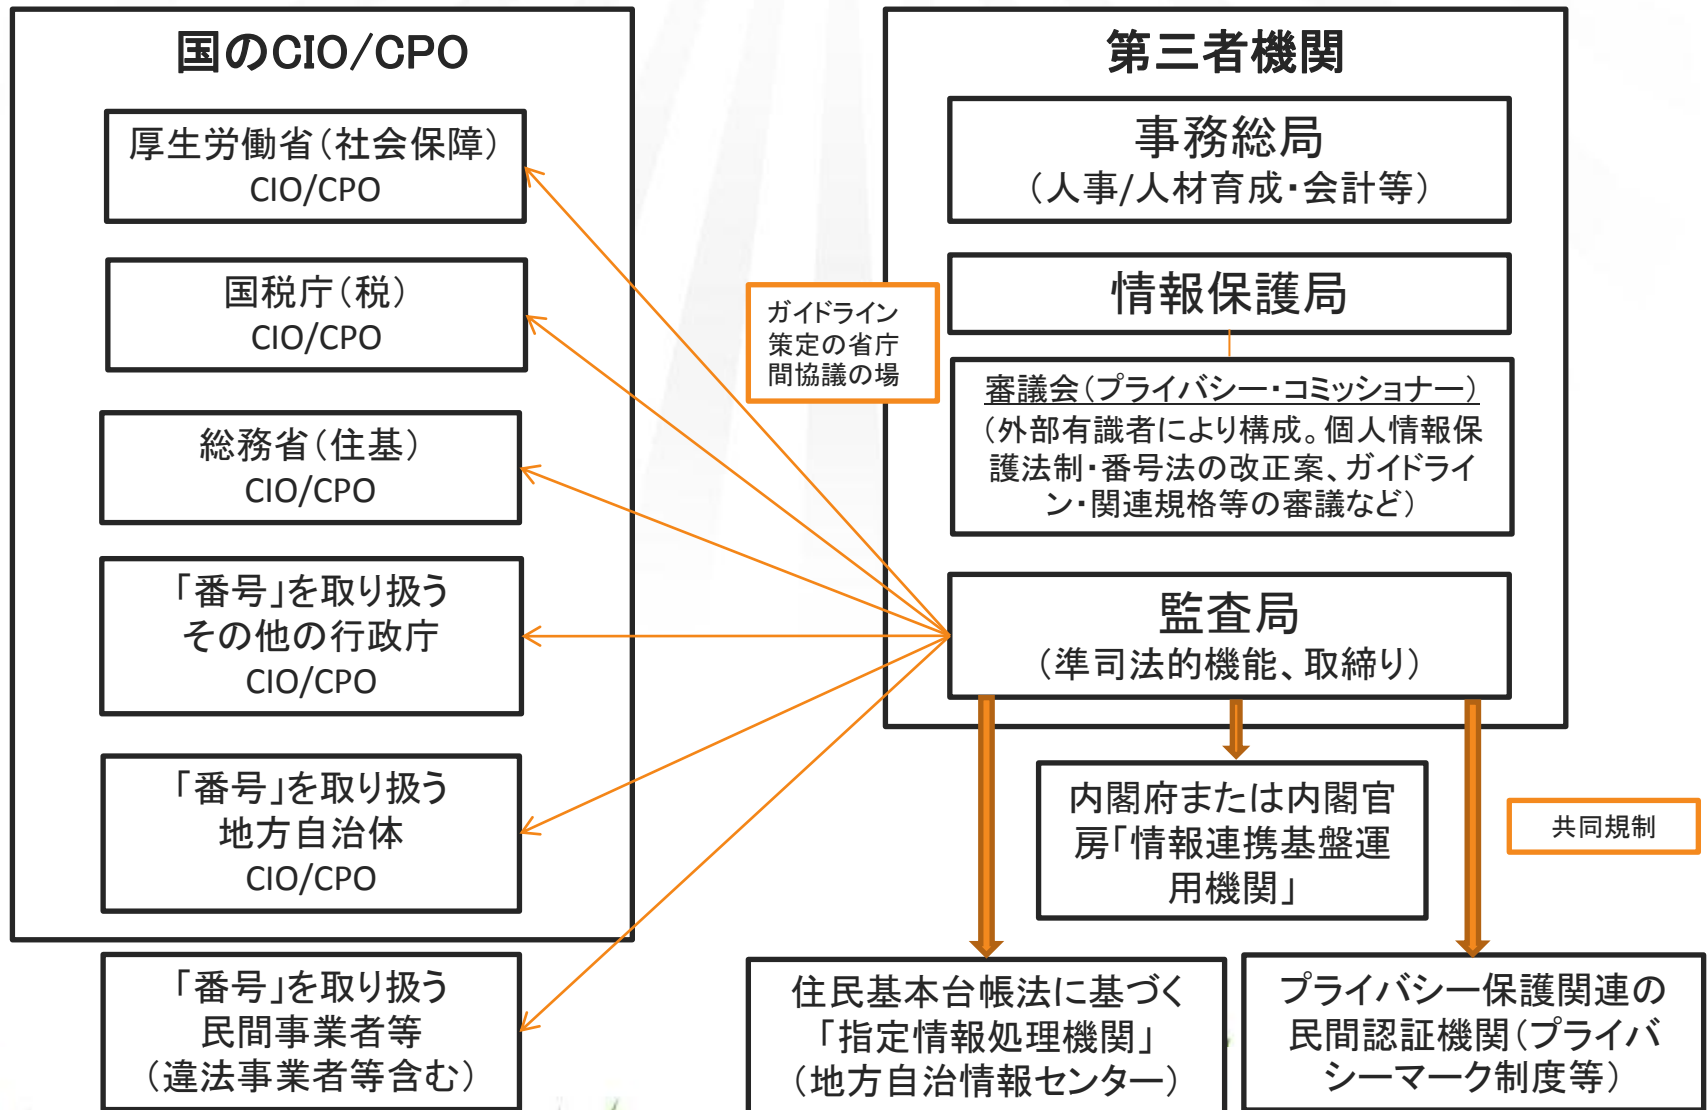 国のCIO/CPO
厚生労働省(社会保障)
CIO/CPO
国税庁(税)
CIO/CPO
総務省(住基)
CIO/CPO
「番号」を取り扱う
その他の行政庁
CIO/CPO
「番号」を取り扱う
地方自治体
CIO/CPO
「番号」を取り扱う
民間事業者等
(違法事業者等含む)
ガイドライン
策定の省庁
間協議の場
第三者機関
事務総局
(人事/人材育成・会計等)
情報保護局
審議会(プライバシー・コミッショナー)
(外部有識者により構成。個人情報保
護法制・番号法の改正案、ガイドライ
ン・関連規格等の審議など)
監査局
(準司法的機能、取締り)
内閣府または内閣官
房「情報連携基盤運
用機関」
共同規制
住民基本台帳法に基づく
「指定情報処理機関」
(地方自治情報センター)
プライバシー保護関連の
民間認証機関(プライバ
シーマーク制度等)